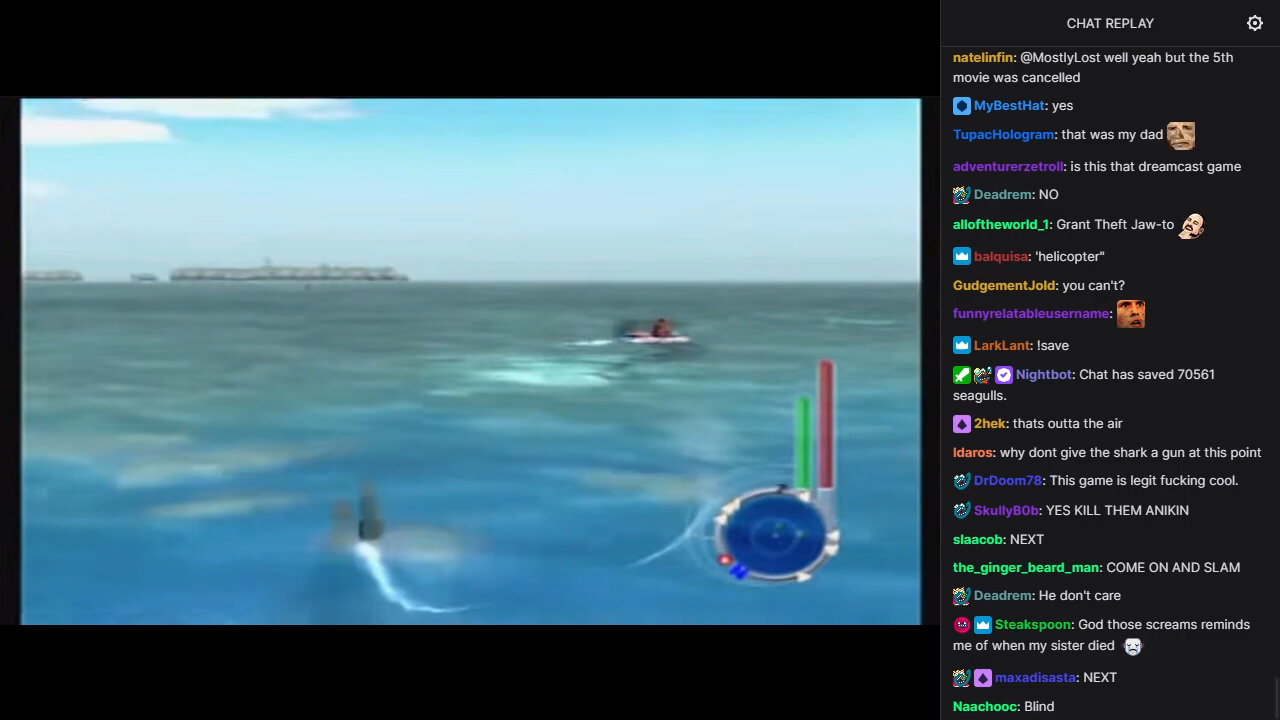 CHAT REPLAY
natelinfin: @MostlyLost well yeah but the 5th
movie was cancelled
MyBestHat: yes
TupacHologram: that was my dad
adventurerzetroll: is this that dreamcast game
Deadrem: NO
alloftheworld_1: Grant Theft Jaw-to
balquisa: 'helicopter"
GudgementJold: you can't?
funnyrelatableusername:
LarkLant: !save
Nightbot: Chat has saved 70561
seagulls.
2hek: thats outta the air
Idaros: why dont give the shark a gun at this point
DrDoom78: This game is legit fucking cool.
SkullyB0b: YES KILL THEM ANIKIN
slaacob: NEXT
the_ginger_beard_man: COME ON AND SLAM
Deadrem: He don't care
Steakspoon: God those screams reminds
me of when my sister died
maxadisasta: NEXT
Naachooc: Blind